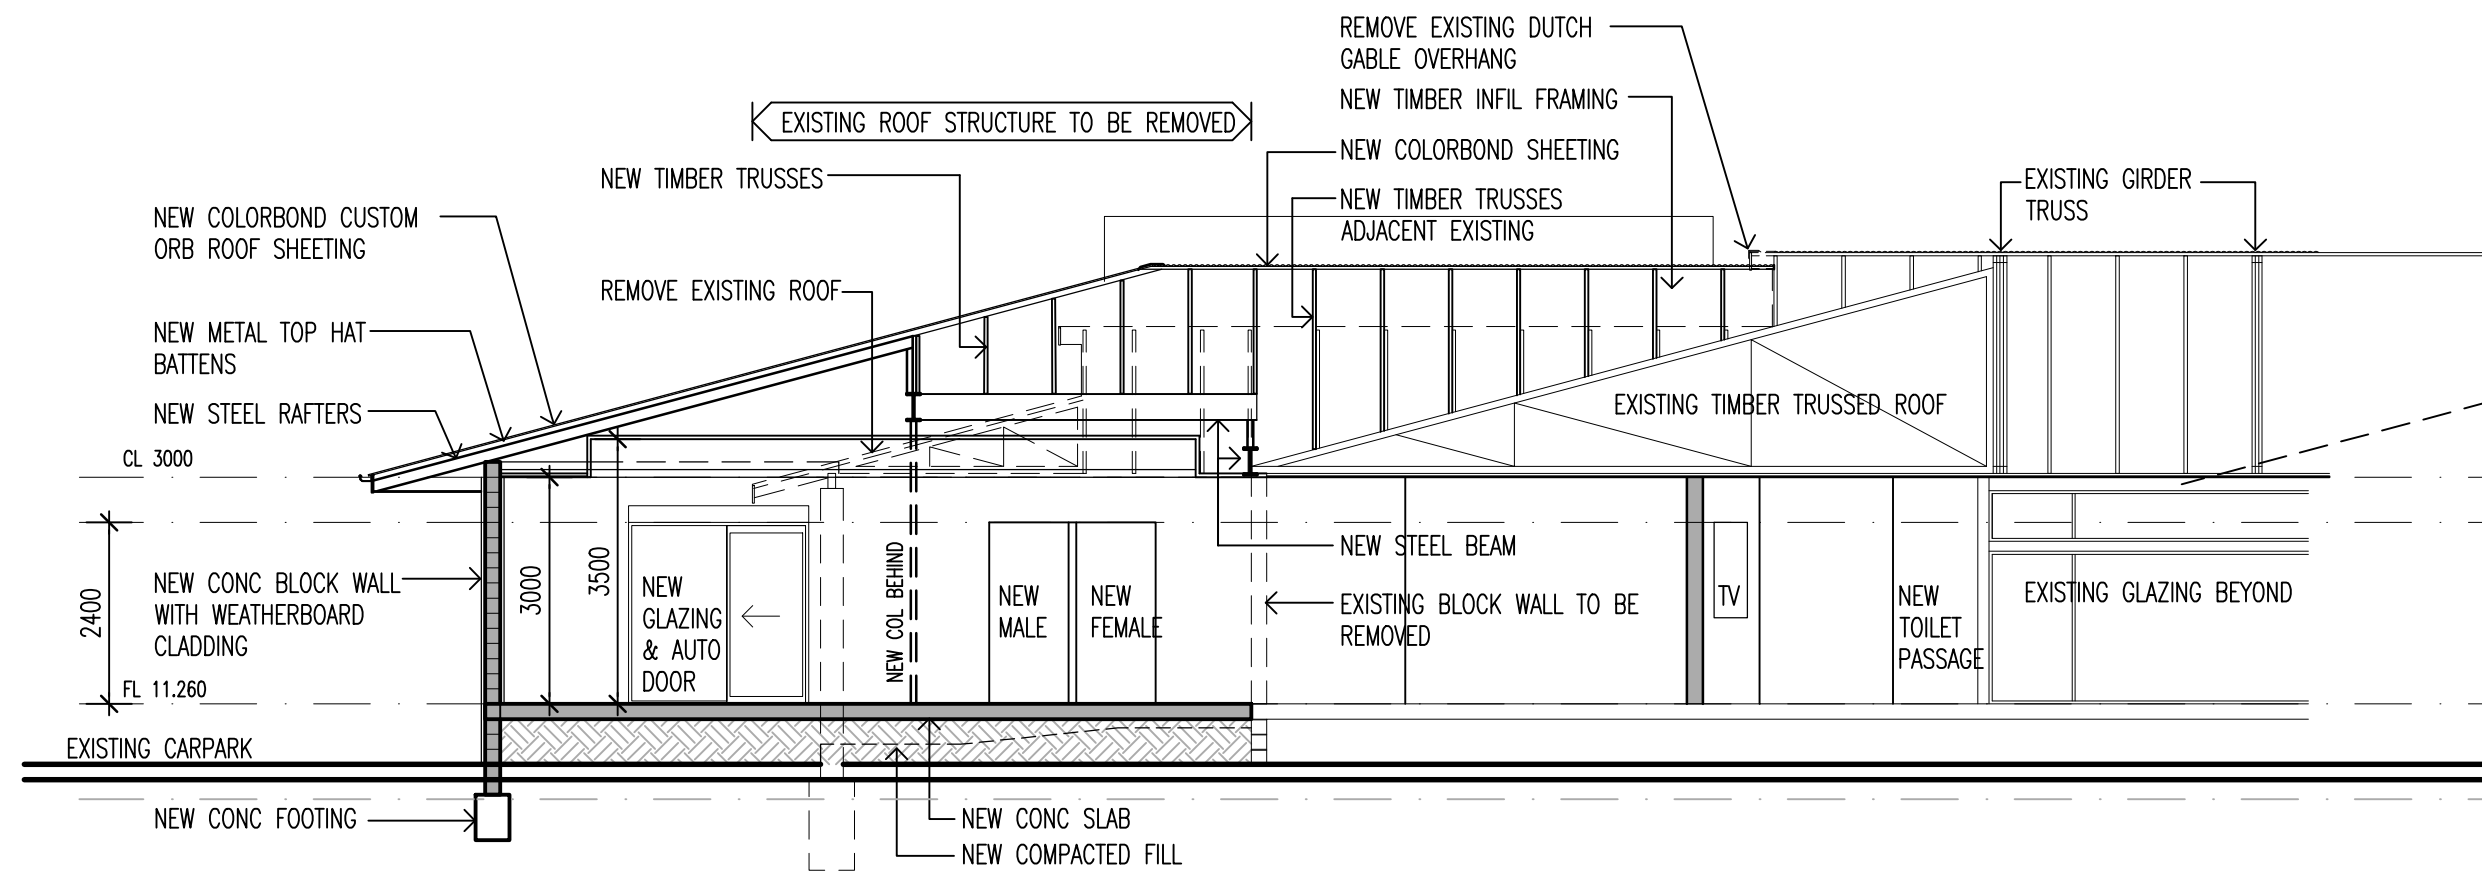 REMOVE EXISTING DUTCH
GABLE OVERHANG
NEW TIMBER INFIL FRAMING
EXISTING ROOF STRUCTURE TO BE REMOVED
NEW COLORBOND SHEETING
NEW TIMBER TRUSSES
NEW TIMBER TRUSSES
ADJACENT EXISTING
EXISTING GIRDER
TRUSS
NEW COLORBOND CUSTOM
ORB ROOF SHEETING
REMOVE EXISTING ROOF
NEW METAL TOP HAT
BATTENS
NEW STEEL RAFTERS
EXISTING TIMBER TRUSSED ROOF
CL 3000
2400
NEW CONC BLOCK WALL
WITH WEATHERBOARD
CLADDING
3000
3500
NEW
GLAZING
& AUTO
DOOR
NEW COL BEHIND
NEW
MALE
NEW
FEMALE
NEW STEEL BEAM
EXISTING BLOCK WALL TO BE
REMOVED
TV
NEW
TOILET
PASSAGE
EXISTING GLAZING BEYOND
FL 11.260
EXISTING CARPARK
NEW CONC FOOTING
NEW CONC SLAB
NEW COMPACTED FILL